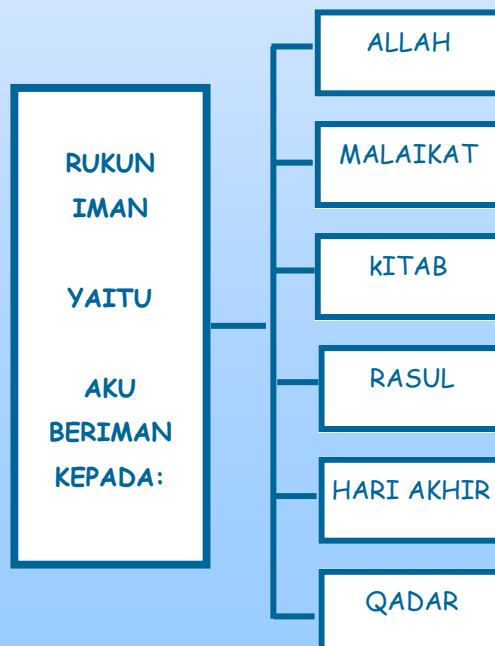 RUKUN
IMAN
YAITU
AKU
BERIMAN
KEPADA:
ALLAH
MALAIKAT
kITAB
RASUL
HARI AKHIR
QADAR